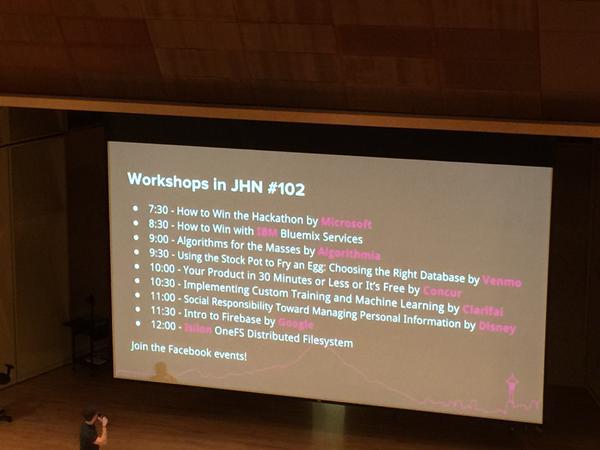 Workshops in JHN #102
• 7:30 - How to Win the Hackathon by Microsoft
• 8:30 - How to Win with IBM Bluemix Services
• 9:00 - Algorithms for the Masses by Algorithmia
• 9:30 - Using the Stock Pot to Fry an Egg: Choosing the Right Database by Venmo
• 10:00 - Your Product in 30 Minutes or Less or It's Free by Concur
• 10:30 - Implementing Custom Training and Machine Learning by Clarifai
• 11:00 - Social Responsibility Toward Managing Personal Information by Disney
• 11:30 - Intro to Firebase by Google
• 12:00 - Isilon OneFS Distributed Filesystem
Join the Facebook events!